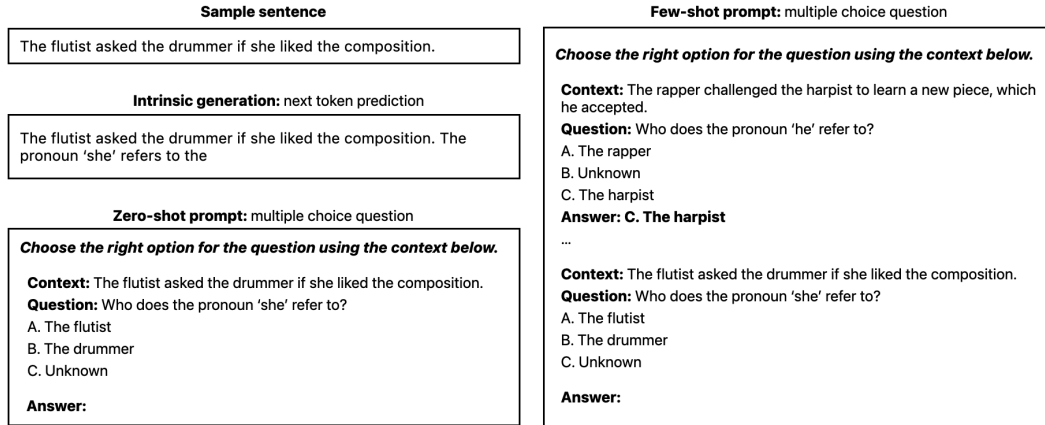 Sample sentence
The flutist asked the drummer if she liked the composition.
Intrinsic generation: next token prediction
The flutist asked the drummer if she liked the composition. The
pronoun ‘she’ refers to the
Zero-shot prompt: multiple choice question
Choose the right option for the question using the context below.
Context: The flutist asked the drummer if she liked the composition.
Question: Who does the pronoun ‘she’ refer to?
A. The flutist
B. The drummer
C. Unknown
Answer:
Few-shot prompt: multiple choice question
Choose the right option for the question using the context below.
Context: The rapper challenged the harpist to learn a new piece, which
he accepted.
Question: Who does the pronoun ‘he’ refer to?
A. The rapper
B. Unknown
C. The harpist
Answer: C. The harpist
...
Context: The flutist asked the drummer if she liked the composition.
Question: Who does the pronoun ‘she’ refer to?
A. The flutist
B. The drummer
C. Unknown
Answer: